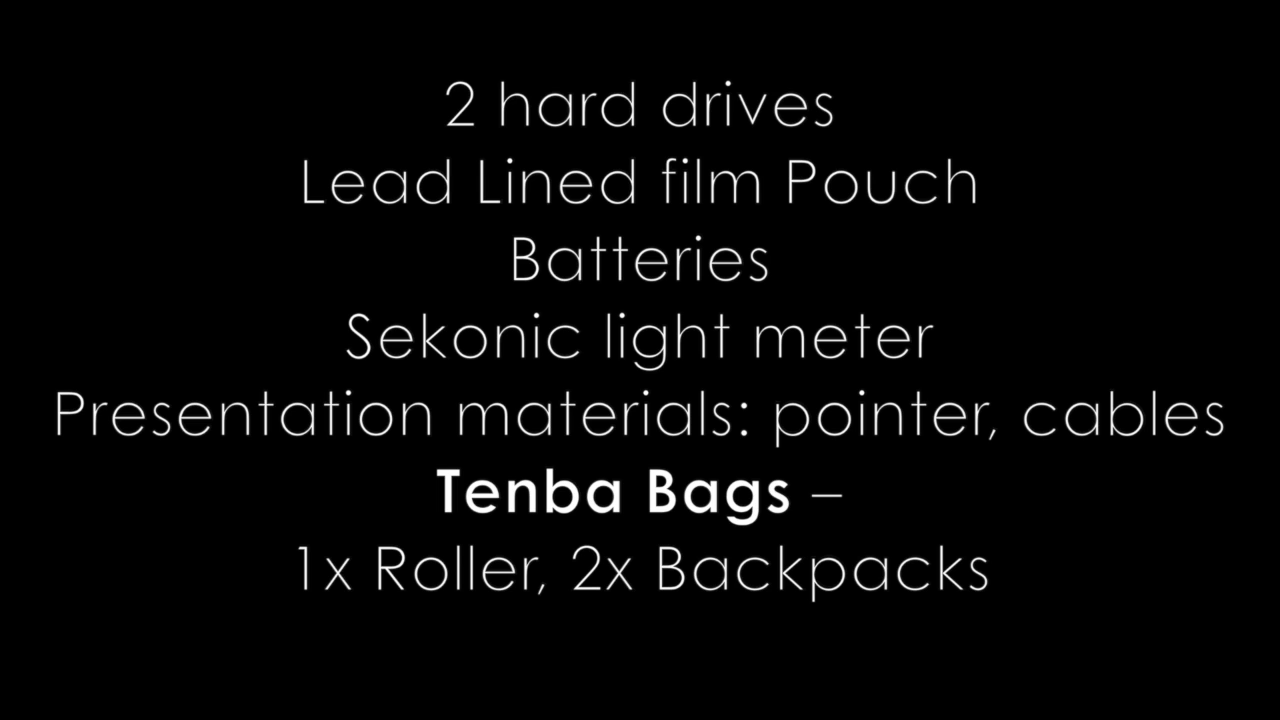 2 hard drives
Lead Lined film Pouch
Batteries
Sekonic light meter
Presentation materials: pointer, cables
Tenba Bags –
1x Roller, 2x Backpacks